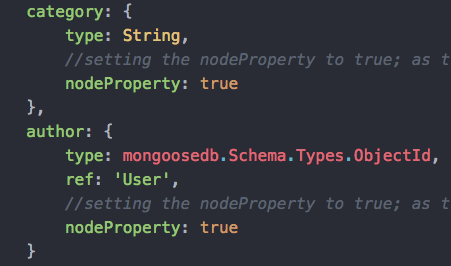 category: {
type: String,
//setting the nodeProperty to true; as t
nodeProperty: true
},
author: {
type: mongoosedb.Schema.Types.ObjectId,
ref: 'User',
//setting the nodeProperty to true; as t
nodeProperty: true
}